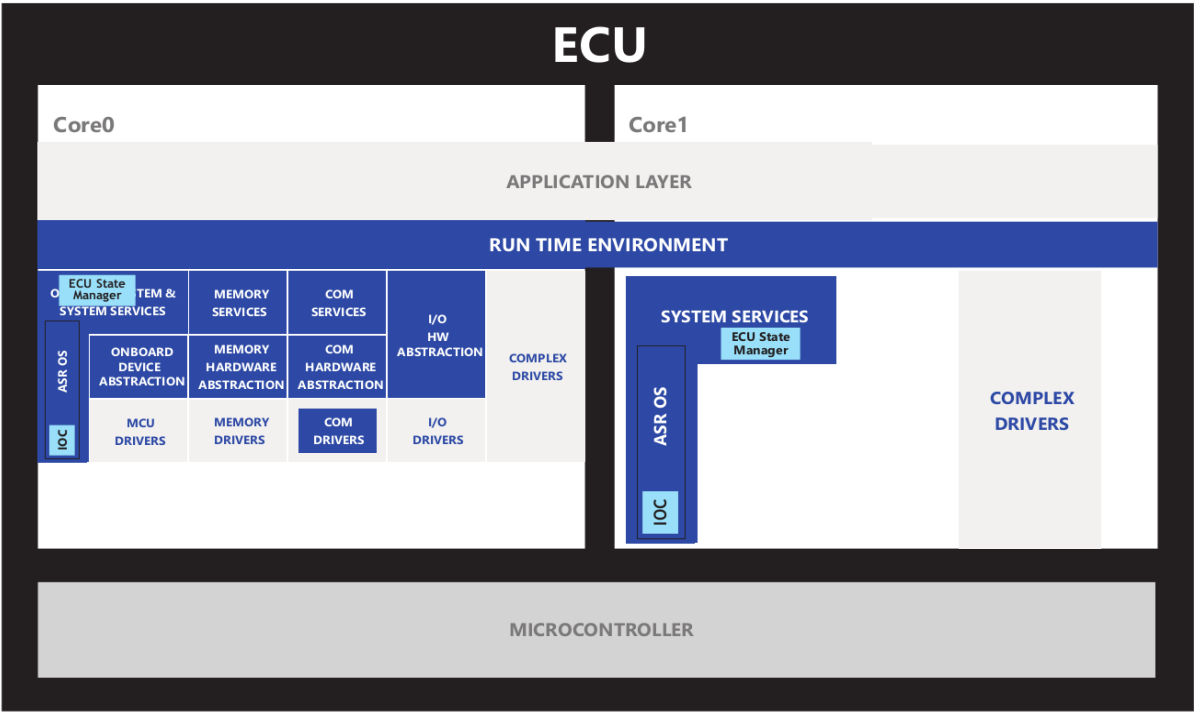 ECU
Core0
Core1
APPLICATION LAYER
RUN TIME ENVIRONMENT
ECU State
Manager
&
SYSTEM SERVICES
MEMORY
SERVICES
COM
SERVICES
I/O
HW
ABSTRACTION
COMPLEX
DRIVERS
ASR OS
IOC
ONBOARD
DEVICE
ABSTRACTION
MEMORY
HARDWARE
ABSTRACTION
COM
HARDWARE
ABSTRACTION
MCU
DRIVERS
MEMORY
DRIVERS
COM
DRIVERS
I/O
DRIVERS
SYSTEM SERVICES
ECU State
Manager
ASR OS
IOC
COMPLEX
DRIVERS
MICROCONTROLLER